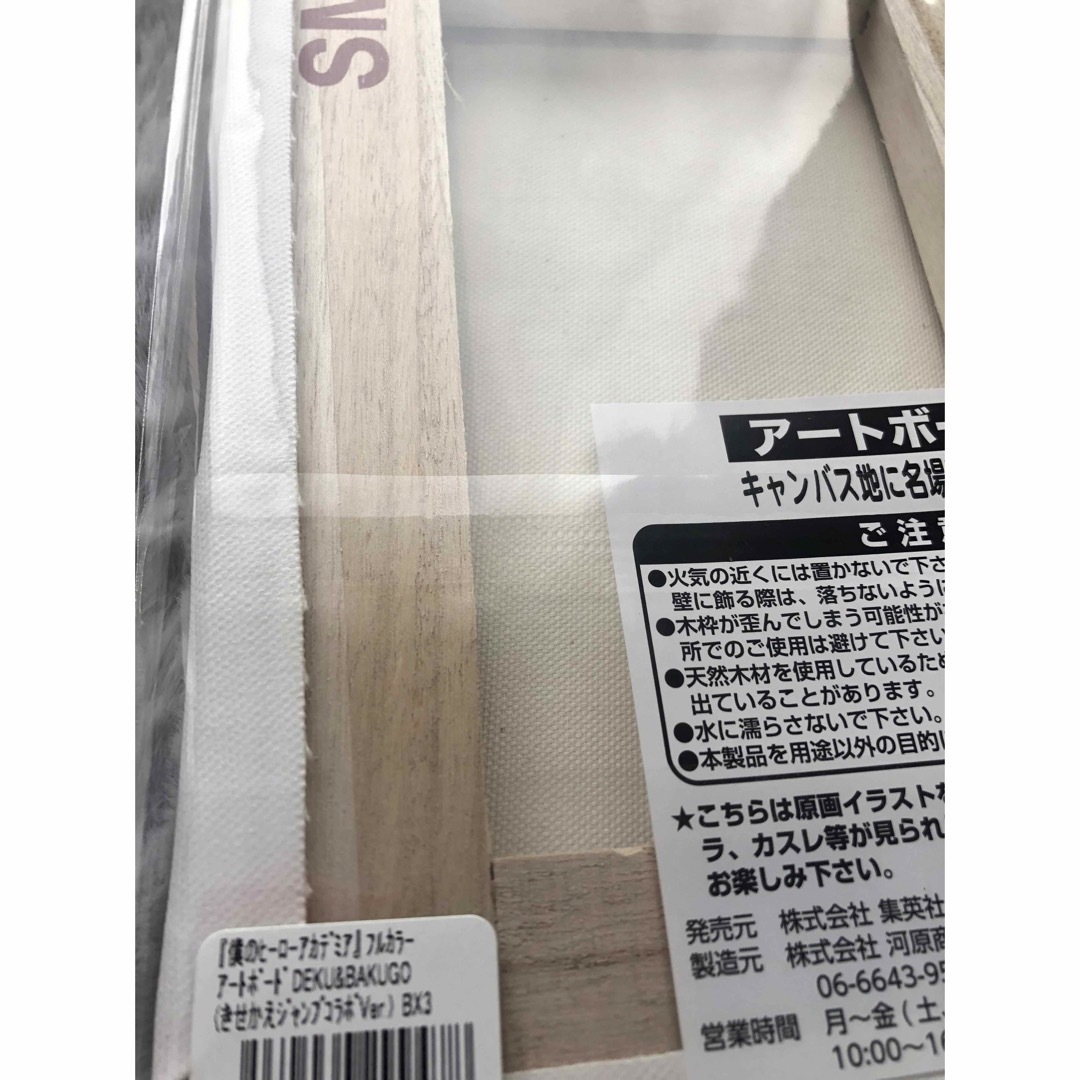 NS
アートボー
キャンバス地に名場
ご注意
●火気の近くには置かないで下さ
壁に飾る際は、落ちないように
●木枠が歪んでしまう可能性が
所でのご使用は避けて下さい
●天然木材を使用しているため
出ていることがあります。
●水に濡らさないで下さい。
●本製品を用途以外の目的に
★こちらは原画イラストを
ラ、カスレ等が見られ
お楽しみ下さい。
発売元 株式会社 集英社
製造元 株式会社 河原商
06-6643-95
営業時間 月〜金(土、
10:00〜16
『僕のヒーローアカデミア』フルカラー
アートボード DEKU&BAKUGO
(きせかえジャンプコラボVer) BX3